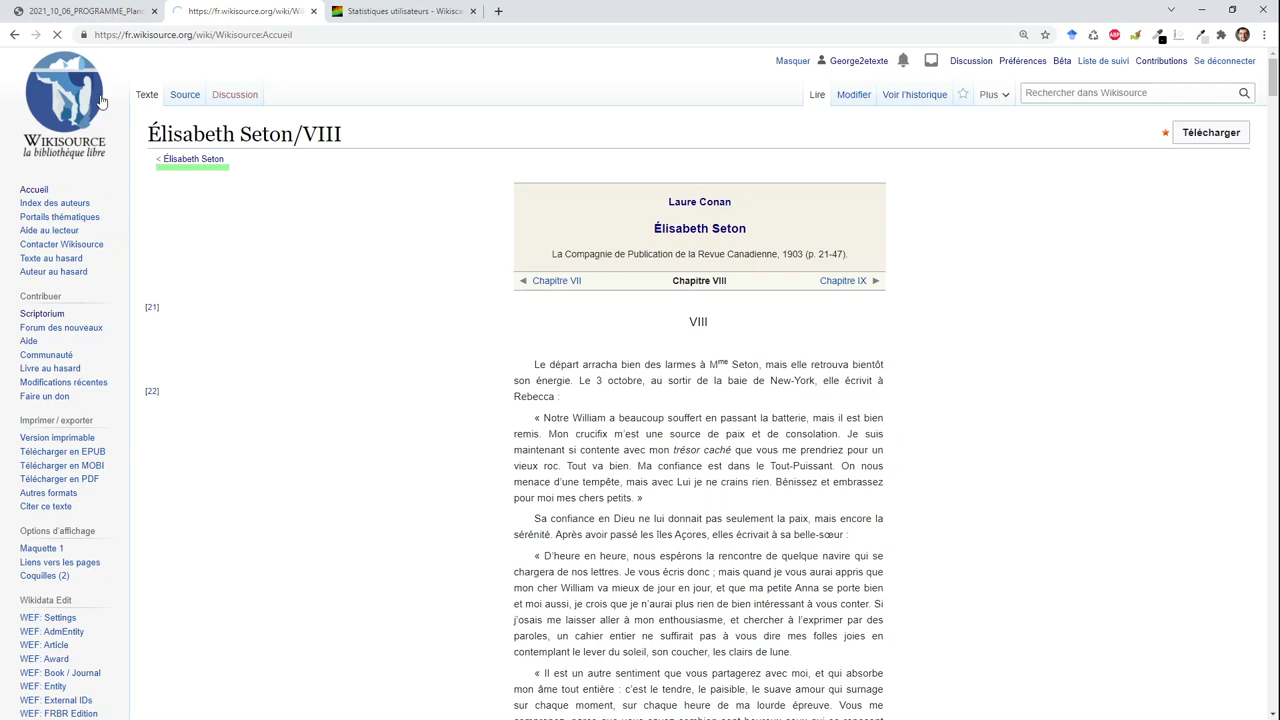 2021_10_06_PROGRAMME_Planc
https://fr.wikisource.org/wiki/Wi
Statistiques utilisateurs - Wikisca
https://fr.wikisource.org/wiki/Wikisource:Accueil
ABP
WIKISOURCE
la bibliothèque libre
Masquer George2etexte Discussion Préférences Bêta Liste de suivi Contributions Se déconnecter
Texte Source Discussion Lire Modifier Voir l'historique Plus Rechercher dans Wikisource
Élisabeth Seton/VIII
Télécharger
< Élisabeth Seton
Accueil
Index des auteurs
Portails thématiques
Aide au lecteur
Contacter Wikisource
Texte au hasard
Auteur au hasard
Contribuer
Scriptorium
Forum des nouveaux
Aide
Communauté
Livre au hasard
Modifications récentes
Faire un don
Imprimer / exporter
Version imprimable
Télécharger en EPUB
Télécharger en MOBI
Télécharger en PDF
Autres formats
Citer ce texte
Options d'affichage
Maquette 1
Liens vers les pages
Coquilles (2)
Wikidata Edit
WEF: Settings
WEF: AdmEntity
WEF: Article
WEF: Award
WEF: Book / Journal
WEF: Entity
WEF: External IDs
WEF: FRBR Edition
Laure Conan
Élisabeth Seton
La Compagnie de Publication de la Revue Canadienne, 1903 (p. 21-47).
◄ Chapitre VII Chapitre VIII Chapitre IX ►
[21]
VIII
Le départ arracha bien des larmes à Mme Seton, mais elle retrouva bientôt
son énergie. Le 3 octobre, au sortir de la baie de New-York, elle écrivit à
[22]
Rebecca :
« Notre William a beaucoup souffert en passant la batterie, mais il est bien
remis. Mon crucifix m'est une source de paix et de consolation. Je suis
maintenant si contente avec mon trésor caché que vous me prendriez pour un
vieux roc. Tout va bien. Ma confiance est dans le Tout-Puissant. On nous
menace d'une tempête, mais avec Lui je ne crains rien. Bénissez et embrassez
pour moi mes chers petits. »
Sa confiance en Dieu ne lui donnait pas seulement la paix, mais encore la
sérénité. Après avoir passé les îles Açores, elles écrivait à sa belle-sœur :
« D'heure en heure, nous espérons la rencontre de quelque navire qui se
chargera de nos lettres. Je vous écris donc ; mais quand je vous aurai appris que
mon cher William va mieux de jour en jour, et que ma petite Anna se porte bien
et moi aussi, je crois que je n'aurai plus rien de bien intéressant à vous conter. Si
j'osais me laisser aller à mon enthousiasme, et chercher à l'exprimer par des
paroles, un cahier entier ne suffirait pas à vous dire mes folles joies en
contemplant le lever du soleil, son coucher, les clairs de lune.
« Il est un autre sentiment que vous partagerez avec moi, et qui absorbe
mon âme tout entière : c'est le tendre, le paisible, le suave amour qui surnage
sur chaque moment, sur chaque heure de ma lourde épreuve. Vous me